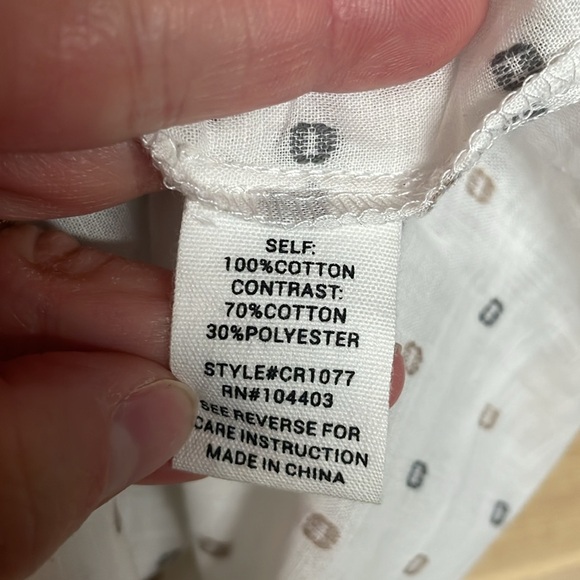 SELF:
100%COTTON
CONTRAST:
70%COTTON
30%POLYESTER
STYLE#CR1077
RN#104403
SEE REVERSE FOR
CARE INSTRUCTION
MADE IN CHINA